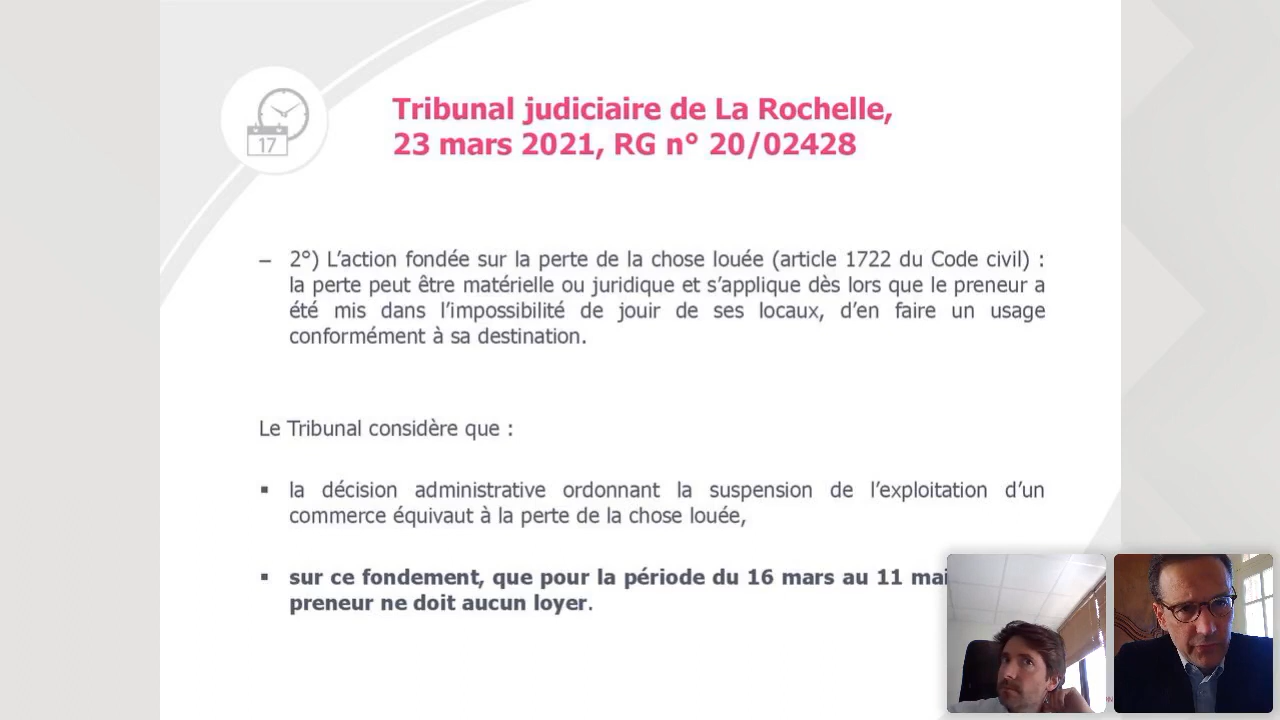 17
Tribunal judiciaire de La Rochelle,
23 mars 2021, RG n° 20/02428
– 2°) L’action fondée sur la perte de la chose louée (article 1722 du Code civil) :
la perte peut être matérielle ou juridique et s’applique dès lors que le preneur a
été mis dans l’impossibilité de jouir de ses locaux, d’en faire un usage
conformément à sa destination.
Le Tribunal considère que :
▪ la décision administrative ordonnant la suspension de l’exploitation d’un
commerce équivaut à la perte de la chose louée,
▪ sur ce fondement, que pour la période du 16 mars au 11 mai
preneur ne doit aucun loyer.